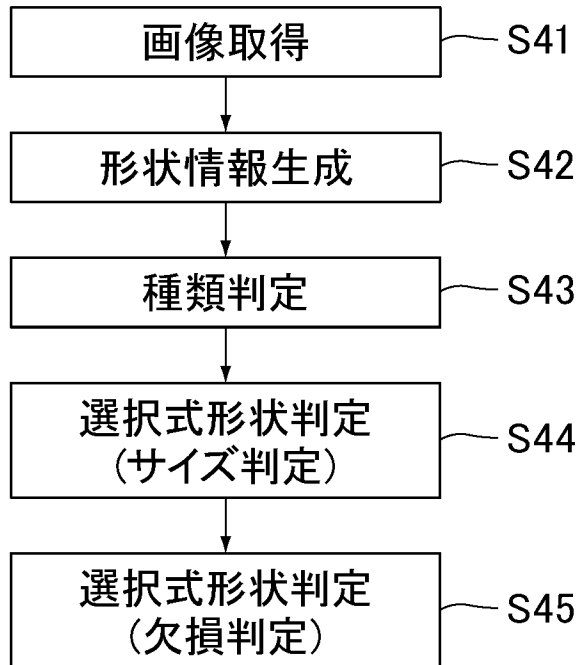 画像取得
S41
形状情報生成
S42
種類判定
S43
選択式形状判定
(サイズ判定)
S44
選択式形状判定
(欠損判定)
S45